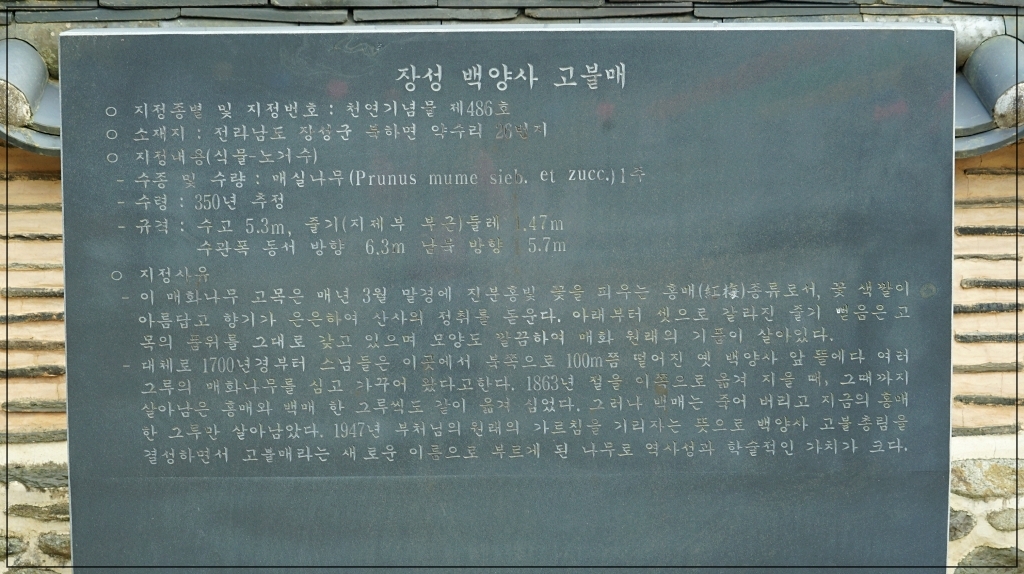 장성 백양사 고불매
○ 지정종별 및 지정번호 : 천연기념물 제486호
○ 소재지 : 전라남도 장성군 북하면 약수리 26번지
○ 지정내용(식물-노거수)
- 수종 및 수량 : 매실나무(Prunus mume sieb. et zucc.)1주
- 수령 : 350년 추정
- 규격 : 수고 5.3m, 줄기(지제부 부근)둘레 1.47m
수관폭 동서 방향 6.3m 남북 방향 5.7m
○ 지정사유
- 이 매화나무 고목은 매년 3월 말경에 진분홍빛 꽃을 피우는 홍매(紅梅)종류로서, 꽃 색깔이
아름답고 향기가 은은하여 산사의 정취를 돋운다. 아래부터 셋으로 갈라진 줄기 뻗음은 고
목의 품위를 그대로 갖고 있으며 모양도 깔끔하여 매화 원래의 기품이 살아있다.
- 대체로 1700년경부터 스님들은 이곳에서 북쪽으로 100m쯤 떨어진 옛 백양사 앞 뜰에다 여러
그루의 매화나무를 심고 가꾸어 왔다고한다. 1863년 절을 이쪽으로 옮겨 지을 때, 그때까지
살아남은 홍매와 백매 한 그루씩도 같이 옮겨 심었다. 그러나 백매는 죽어 버리고 지금의 홍매
한 그루만 살아남았다. 1947년 부처님의 원래의 가르침을 기리자는 뜻으로 백양사 고불총림을
결성하면서 고불매라는 새로운 이름으로 부르게 된 나무로 역사성과 학술적인 가치가 크다.